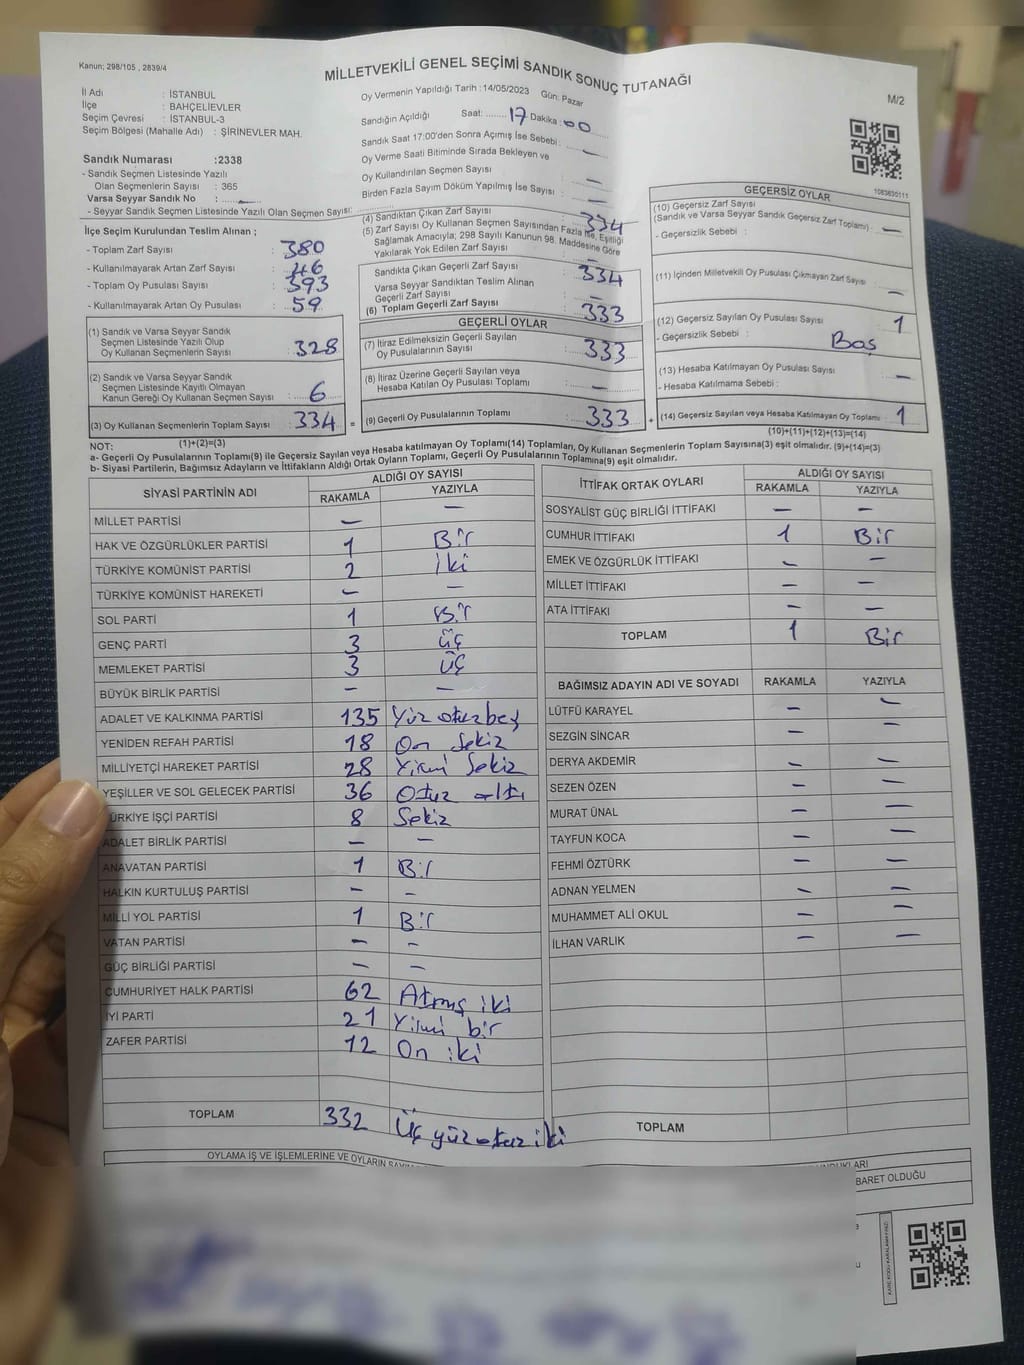 Kanun; 298/105 , 2839/4
MİLLETVEKİLİ GENEL SEÇİMİ SANDIK SONUÇ TUTANAĞI
M/2
İl Adı : İSTANBUL
İlçe : BAHÇELİEVLER
Seçim Çevresi : İSTANBUL-3
Seçim Bölgesi (Mahalle Adı) : ŞİRİNEVLER MAH.
Sandık Numarası :2338
- Sandık Seçmen Listesinde Yazılı
Olan Seçmenlerin Sayısı : 365
Varsa Seyyar Sandık No : —
- Seyyar Sandık Seçmen Listesinde Yazılı Olan Seçmen Sayısı:
Oy Vermenin Yapıldığı Tarih : 14/05/2023 Gün: Pazar
Sandığın Açıldığı Saat: 17 Dakika: 00
Sandık Saat 17:00'den Sonra Açımış İse Sebebi : —
Oy Verme Saati Bitiminde Sırada Bekleyen ve
Oy Kullandırılan Seçmen Sayısı : —
Birden Fazla Sayım Döküm Yapılmış İse Sayısı : —
1083630111
İlçe Seçim Kurulundan Teslim Alınan ;
- Toplam Zarf Sayısı : 380
- Kullanılmayarak Artan Zarf Sayısı : 46
- Toplam Oy Pusulası Sayısı : 393
- Kullanılmayarak Artan Oy Pusulası : 59
(1) Sandık ve Varsa Seyyar Sandık
Seçmen Listesinde Yazılı Olup
Oy Kullanan Seçmenlerin Sayısı : 328
(2) Sandık ve Varsa Seyyar Sandık
Seçmen Listesinde Kayıtlı Olmayan
Kanun Gereği Oy Kullanan Seçmen Sayısı : 6
(3) Oy Kullanan Seçmenlerin Toplam Sayısı : 334
(1)+(2)=(3)
(4) Sandıktan Çıkan Zarf Sayısı : 334
(5) Zarf Sayısı Oy Kullanan Seçmen Sayısından Fazla İse, Eşitliği
Sağlamak Amacıyla; 298 Sayılı Kanunun 98. Maddesine Göre
Yakılarak Yok Edilen Zarf Sayısı : —
Sandıkta Çıkan Geçerli Zarf Sayısı : 334
Varsa Seyyar Sandıktan Teslim Alınan
Geçerli Zarf Sayısı : —
(6) Toplam Geçerli Zarf Sayısı : 333
GEÇERLİ OYLAR
(7) İtiraz Edilmeksizin Geçerli Sayılan
Oy Pusulalarının Sayısı : 333
(8) İtiraz Üzerine Geçerli Sayılan veya
Hesaba Katılan Oy Pusulası Toplamı : —
= (9) Geçerli Oy Pusulalarının Toplamı : 333 +
GEÇERSİZ OYLAR
(10) Geçersiz Zarf Sayısı
(Sandık ve Varsa Seyyar Sandık Geçersiz Zarf Toplamı) : —
- Geçersizlik Sebebi :
(11) İçinden Milletvekili Oy Pusulası Çıkmayan Zarf Sayısı : —
(12) Geçersiz Sayılan Oy Pusulası Sayısı : 1
- Geçersizlik Sebebi : Boş
(13) Hesaba Katılmayan Oy Pusulası Sayısı : —
- Hesaba Katılmama Sebebi :
(14) Geçersiz Sayılan veya Hesaba Katılmayan Oy Toplamı : 1
(10)+(11)+(12)+(13)=(14)
NOT:
a- Geçerli Oy Pusulalarının Toplamı(9) ile Geçersiz Sayılan veya Hesaba katılmayan Oy Toplamı(14) Toplamları, Oy Kullanan Seçmenlerin Toplam Sayısına(3) eşit olmalıdır. (9)+(14)=(3)
b- Siyasi Partilerin, Bağımsız Adayların ve İttifakların Aldığı Ortak Oyların Toplamı, Geçerli Oy Pusulalarının Toplamına(9) eşit olmalıdır.
SİYASİ PARTİNİN ADI ALDIĞI OY SAYISI
RAKAMLA YAZIYLA
MİLLET PARTİSİ — —
HAK VE ÖZGÜRLÜKLER PARTİSİ 1 Bir
TÜRKİYE KOMÜNİST PARTİSİ 2 İki
TÜRKİYE KOMÜNİST HAREKETİ — —
SOL PARTİ 1 Bir
GENÇ PARTİ 3 üç
MEMLEKET PARTİSİ 3 üç
BÜYÜK BİRLİK PARTİSİ — —
ADALET VE KALKINMA PARTİSİ 135 Yüz otuzbeş
YENİDEN REFAH PARTİSİ 18 On Sekiz
MİLLİYETÇİ HAREKET PARTİSİ 28 Yirmi Sekiz
YEŞİLLER VE SOL GELECEK PARTİSİ 36 Otuz altı
TÜRKİYE İŞÇİ PARTİSİ 8 Sekiz
ADALET BİRLİK PARTİSİ — —
ANAVATAN PARTİSİ 1 Bir
HALKIN KURTULUŞ PARTİSİ — —
MİLLİ YOL PARTİSİ 1 Bir
VATAN PARTİSİ — —
GÜÇ BİRLİĞİ PARTİSİ — —
CUMHURİYET HALK PARTİSİ 62 Atmış iki
İYİ PARTİ 21 Yirmi bir
ZAFER PARTİSİ 12 On iki
TOPLAM 332 Üç yüz otuz iki
İTTİFAK ORTAK OYLARI ALDIĞI OY SAYISI
RAKAMLA YAZIYLA
SOSYALİST GÜÇ BİRLİĞİ İTTİFAKI — —
CUMHUR İTTİFAKI 1 Bir
EMEK VE ÖZGÜRLÜK İTTİFAKI — —
MİLLET İTTİFAKI — —
ATA İTTİFAKI — —
TOPLAM 1 Bir
BAĞIMSIZ ADAYIN ADI VE SOYADI RAKAMLA YAZIYLA
LÜTFÜ KARAYEL — —
SEZGİN SİNCAR — —
DERYA AKDEMİR — —
SEZEN ÖZEN — —
MURAT ÜNAL — —
TAYFUN KOCA — —
FEHMİ ÖZTÜRK — —
ADNAN YELMEN — —
MUHAMMET ALİ OKUL — —
İLHAN VARLIK — —
TOPLAM
OYLAMA İŞ VE İŞLEMLERİNE VE OYLARIN
BARET OLDUĞU